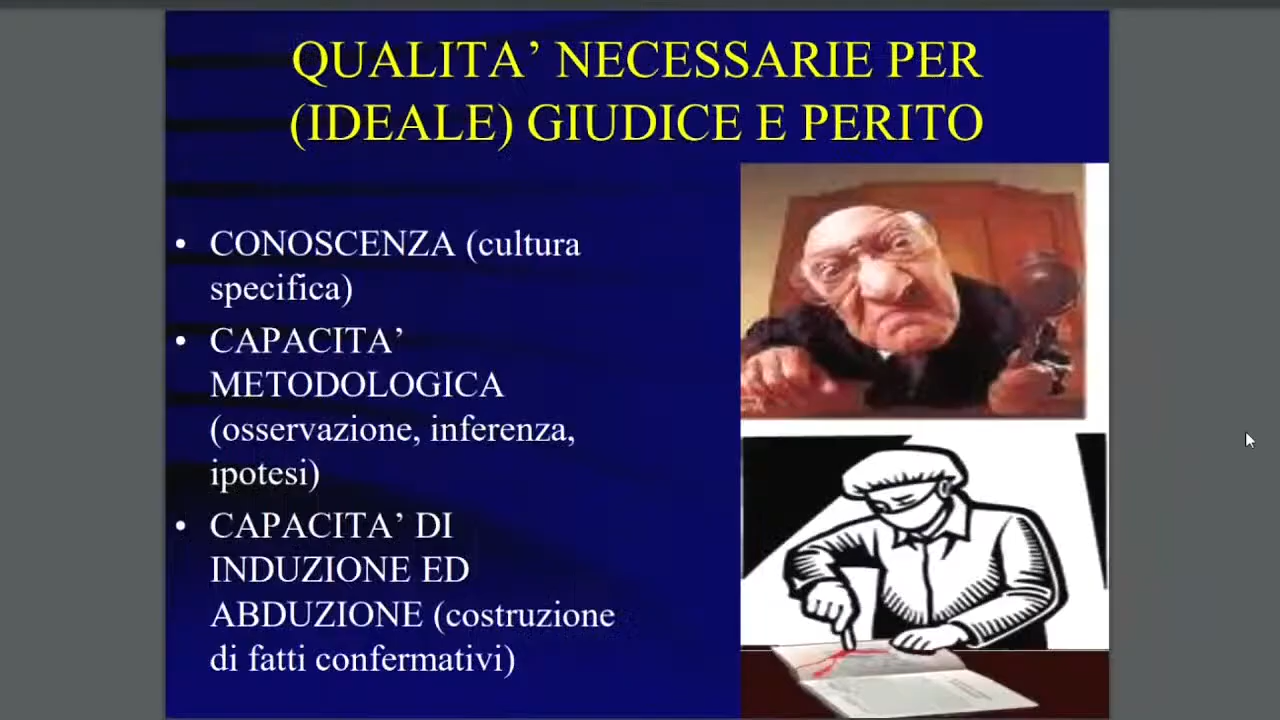 QUALITA’ NECESSARIE PER
(IDEALE) GIUDICE E PERITO
• CONOSCENZA (cultura
specifica)
• CAPACITA’
METODOLOGICA
(osservazione, inferenza,
ipotesi)
• CAPACITA’ DI
INDUZIONE ED
ABDUZIONE (costruzione
di fatti confermativi)